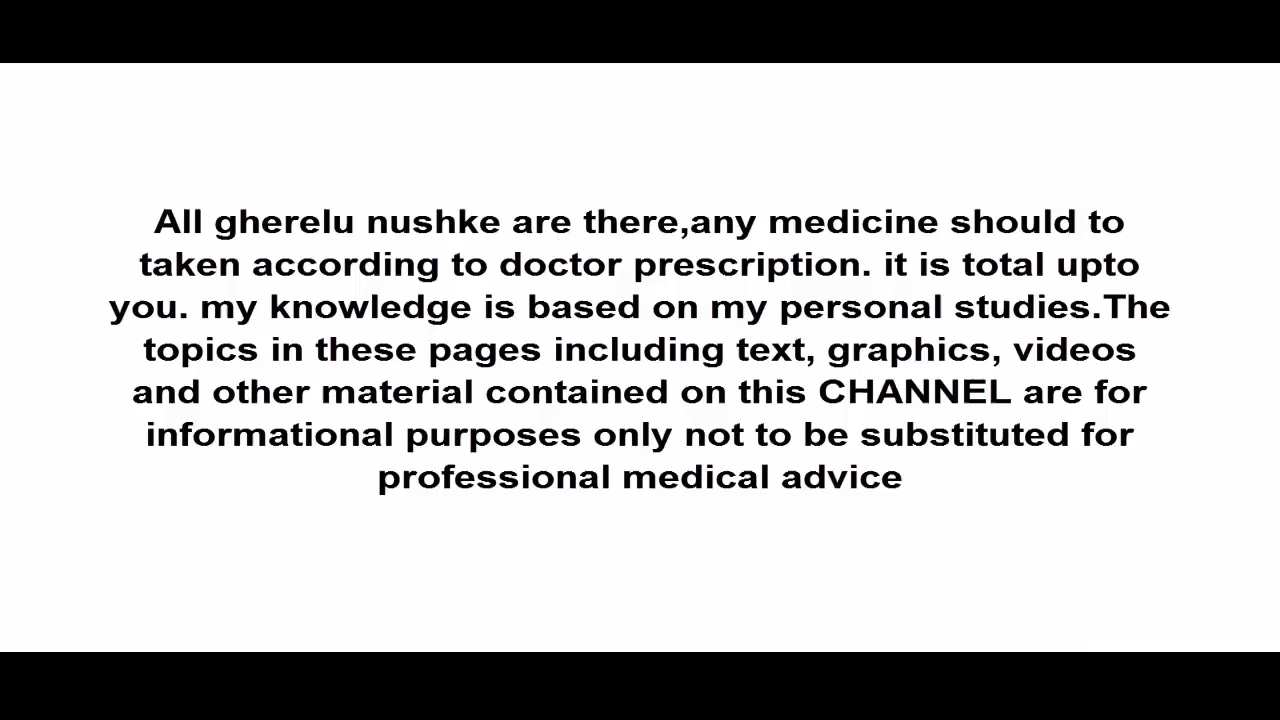 All gherelu nushke are there,any medicine should to
taken according to doctor prescription. it is total upto
you. my knowledge is based on my personal studies.The
topics in these pages including text, graphics, videos
and other material contained on this CHANNEL are for
informational purposes only not to be substituted for
professional medical advice